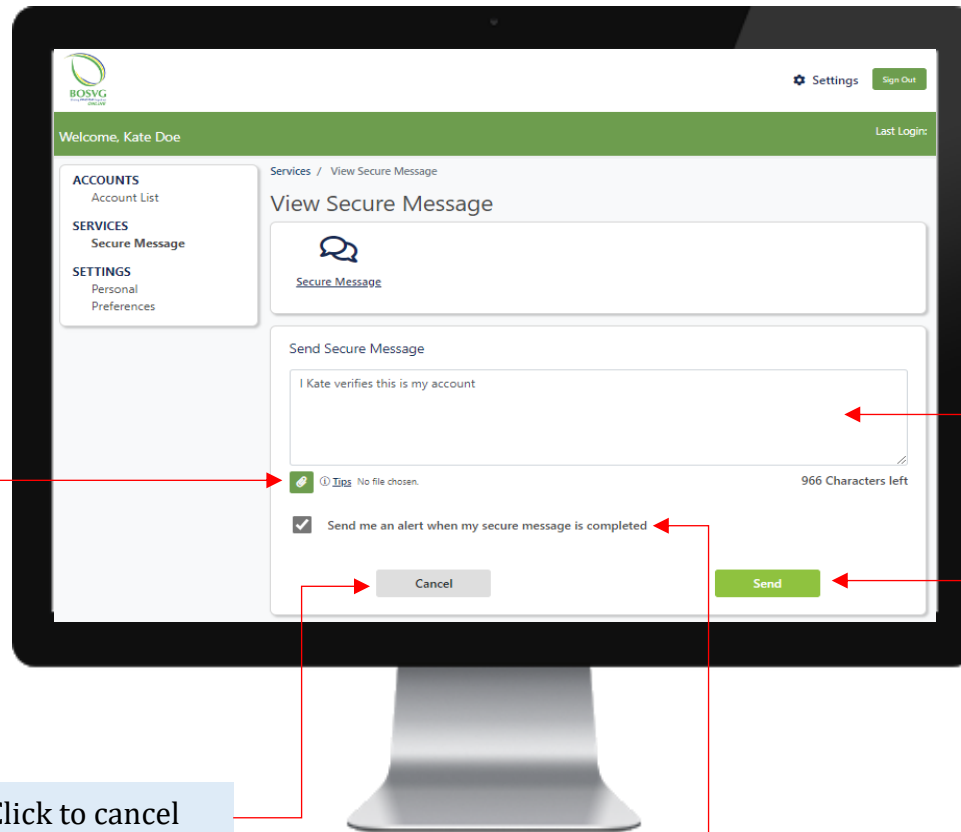 BOSVG
ONLINE
Settings
Sign Out
Welcome, Kate Doe
Last Login:
ACCOUNTS
Account List
SERVICES
Secure Message
SETTINGS
Personal
Preferences
Services / View Secure Message
View Secure Message
Secure Message
Send Secure Message
I Kate verifies this is my account
Tips No file chosen.
966 Characters left
Send me an alert when my secure message is completed
Cancel
Send
Click to cancel